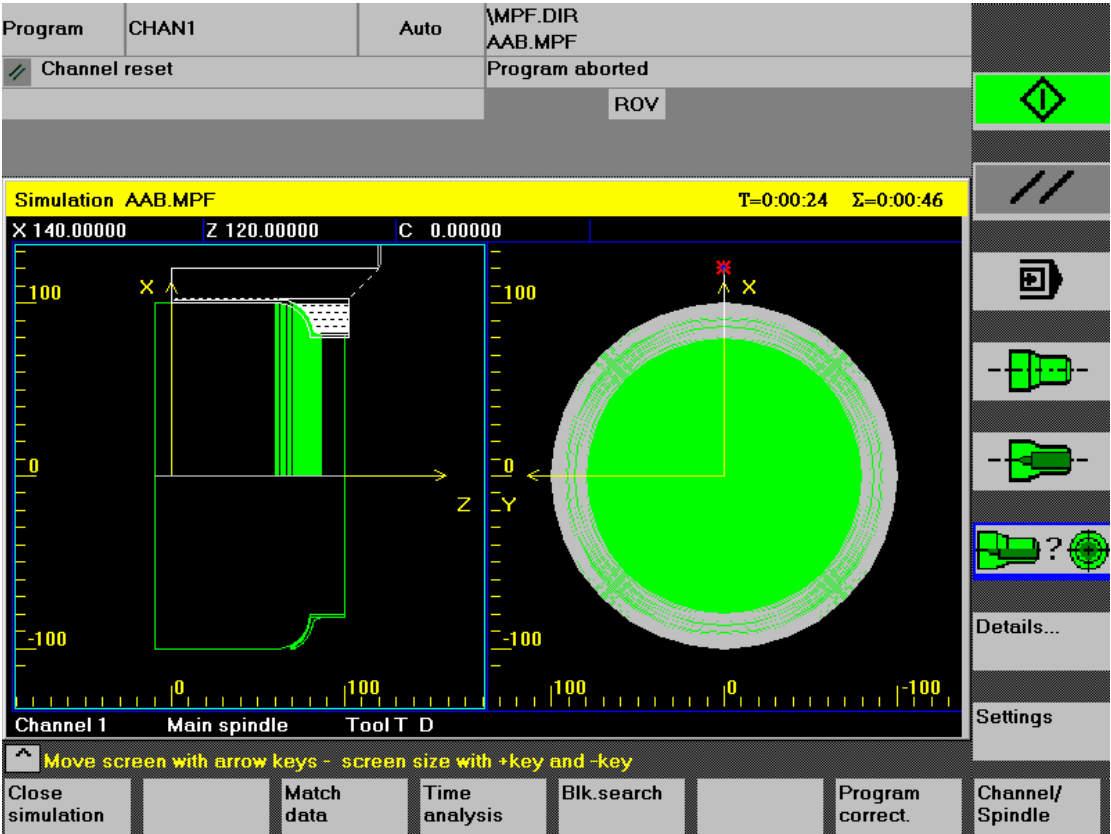 Program CHAN1 Auto \MPF.DIR
AAB.MPF
Channel reset Program aborted
ROV
Simulation AAB.MPF T=0:00:24 Σ=0:00:46
X 140.00000 Z 120.00000 C 0.00000
100 X 100 X
0 Z 0 Y
-100 -100
0 100 100 0 -100
Channel 1 Main spindle Tool T D
^ Move screen with arrow keys - screen size with +key and -key
?
Details...
Settings
Close simulation
Match data
Time analysis
Blk.search
Program correct.
Channel/ Spindle